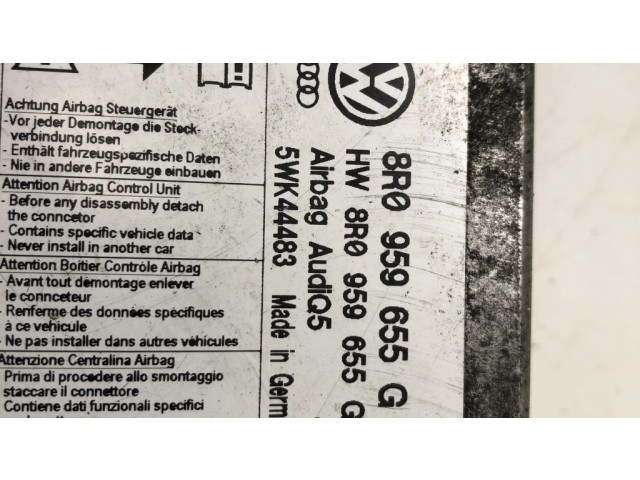 Achtung Airbag Steuergerät
-Vor jeder Demontage die Steck-
verbindung lösen
- Enthält fahrzeugspezifische Daten
- Nie in andere Fahrzeuge einbauen
Attention Airbag Control Unit
- Before any disassembly detach
the conncetor
- Contains specific vehicle data
- Never install in another car
Attention Boitier Contrôle Airbag
- Avant tout démontage enlever
le connceteur
- Renferme des données spécifiques
à ce vehicule
- Ne pas installer dans autres véhicules
Attenzione Centralina Airbag
Prima di procedere allo smontaggio
staccare il connettore
- Contiene dati funzionali specifici
8R0 959 655 G
HW 8R0 959 655 G
Airbag AudiQ5
5WK44483 Made in Germ